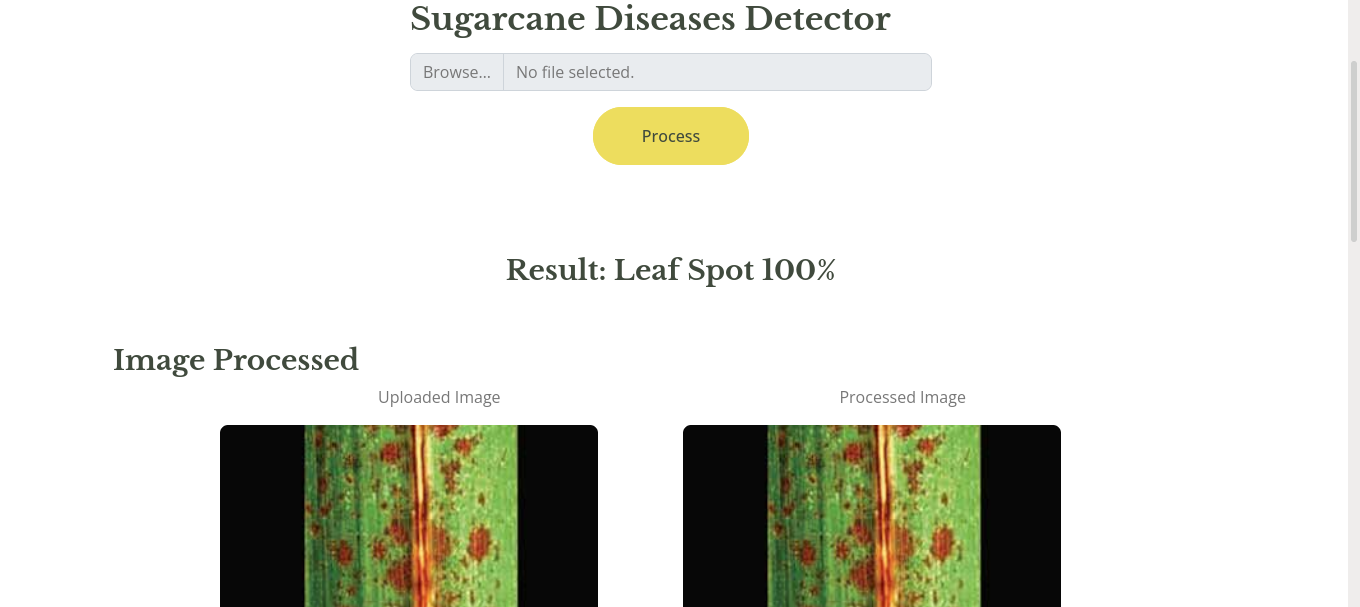 Sugarcane Diseases Detector
Browse... No file selected.
Process
Result: Leaf Spot 100%
Image Processed
Uploaded Image
Processed Image